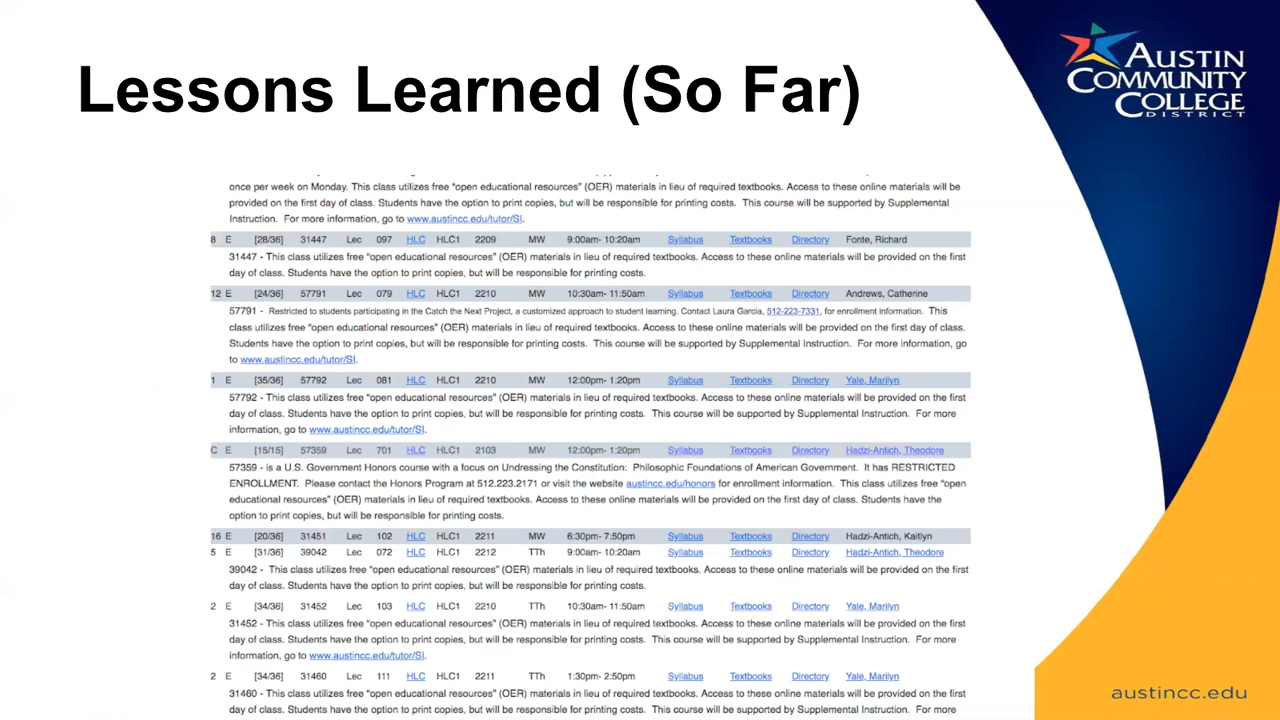 Lessons Learned (So Far)
AUSTIN
COMMUNITY
COLLEGE
DISTRICT
once per week on Monday. This class utilizes free “open educational resources” (OER) materials in lieu of required textbooks. Access to these online materials will be
provided on the first day of class. Students have the option to print copies, but will be responsible for printing costs. This course will be supported by Supplemental
Instruction. For more information, go to www.austincc.edu/tutor/SI.
8 E [28/36] 31447 Lec 097 HLC HLC1 2209 MW 9:00am- 10:20am Syllabus Textbooks Directory Fonte, Richard
31447 - This class utilizes free “open educational resources” (OER) materials in lieu of required textbooks. Access to these online materials will be provided on the first
day of class. Students have the option to print copies, but will be responsible for printing costs.
12 E [24/36] 57791 Lec 079 HLC HLC1 2210 MW 10:30am- 11:50am Syllabus Textbooks Directory Andrews, Catherine
57791 - Restricted to students participating in the Catch the Next Project, a customized approach to student learning. Contact Laura Garcia, 512-223-7331, for enrollment information. This
class utilizes free “open educational resources” (OER) materials in lieu of required textbooks. Access to these online materials will be provided on the first day of class.
Students have the option to print copies, but will be responsible for printing costs. This course will be supported by Supplemental Instruction. For more information, go
to www.austincc.edu/tutor/SI.
1 E [35/36] 57792 Lec 081 HLC HLC1 2210 MW 12:00pm- 1:20pm Syllabus Textbooks Directory Yale, Marilyn
57792 - This class utilizes free “open educational resources” (OER) materials in lieu of required textbooks. Access to these online materials will be provided on the first
day of class. Students have the option to print copies, but will be responsible for printing costs. This course will be supported by Supplemental Instruction. For more
information, go to www.austincc.edu/tutor/SI.
C E [15/15] 57359 Lec 701 HLC HLC1 2103 MW 12:00pm- 1:20pm Syllabus Textbooks Directory Hadzi-Antich, Theodore
57359 - is a U.S. Government Honors course with a focus on Undressing the Constitution: Philosophic Foundations of American Government. It has RESTRICTED
ENROLLMENT. Please contact the Honors Program at 512.223.2171 or visit the website austincc.edu/honors for enrollment information. This class utilizes free “open
educational resources” (OER) materials in lieu of required textbooks. Access to these online materials will be provided on the first day of class. Students have the
option to print copies, but will be responsible for printing costs.
16 E [20/36] 31451 Lec 102 HLC HLC1 2211 MW 6:30pm- 7:50pm Syllabus Textbooks Directory Hadzi-Antich, Kaitlyn
5 E [31/36] 39042 Lec 072 HLC HLC1 2212 TTh 9:00am- 10:20am Syllabus Textbooks Directory Hadzi-Antich, Theodore
39042 - This class utilizes free “open educational resources” (OER) materials in lieu of required textbooks. Access to these online materials will be provided on the first
day of class. Students have the option to print copies, but will be responsible for printing costs.
2 E [34/36] 31452 Lec 103 HLC HLC1 2210 TTh 10:30am- 11:50am Syllabus Textbooks Directory Yale, Marilyn
31452 - This class utilizes free “open educational resources” (OER) materials in lieu of required textbooks. Access to these online materials will be provided on the first
day of class. Students have the option to print copies, but will be responsible for printing costs. This course will be supported by Supplemental Instruction. For more
information, go to www.austincc.edu/tutor/SI.
2 E [34/36] 31460 Lec 111 HLC HLC1 2211 TTh 1:30pm- 2:50pm Syllabus Textbooks Directory Yale, Marilyn
31460 - This class utilizes free “open educational resources” (OER) materials in lieu of required textbooks. Access to these online materials will be provided on the first
day of class. Students have the option to print copies, but will be responsible for printing costs. This course will be supported by Supplemental Instruction. For more
austincc.edu